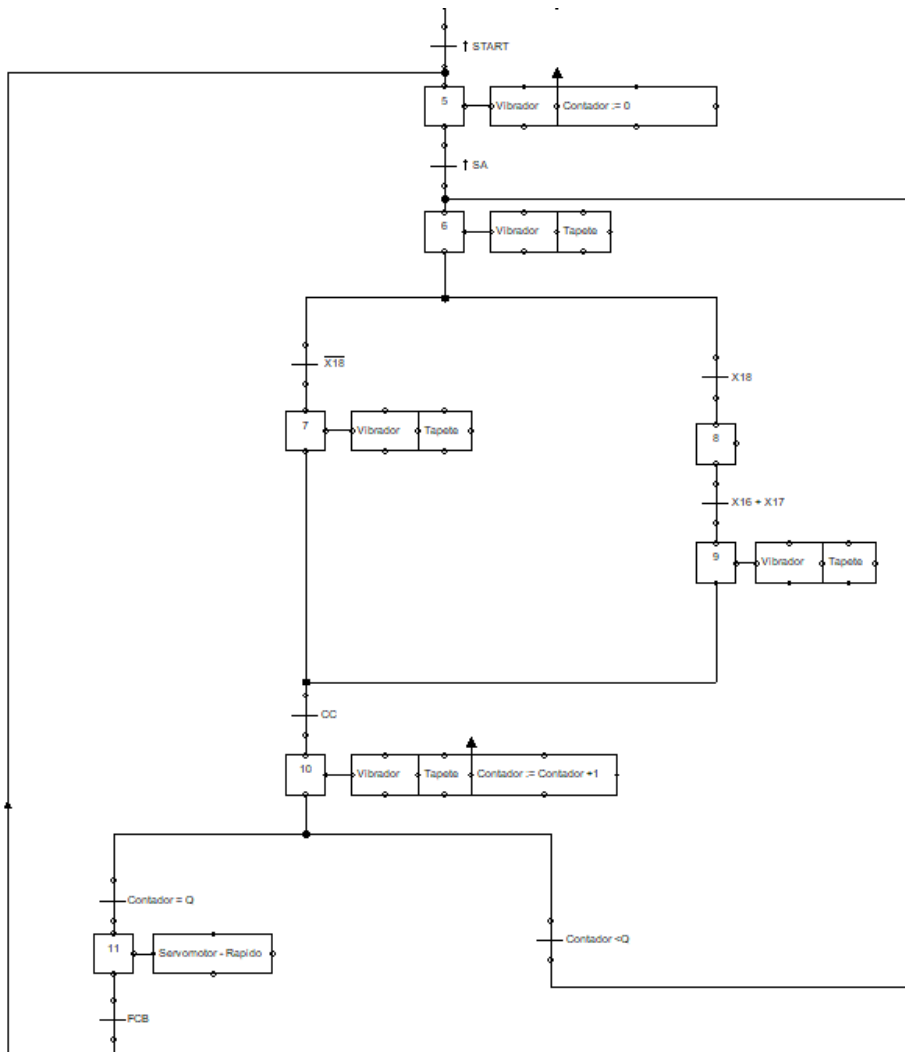 ↑ START
5
Vibrador
Contador := 0
↑ SA
6
Vibrador
Tapete
X18
X18
7
Vibrador
Tapete
8
X16 + X17
9
Vibrador
Tapete
CC
10
Vibrador
Tapete
Contador := Contador +1
Contador = Q
Contador <Q
11
Servomotor - Rapido
FCB